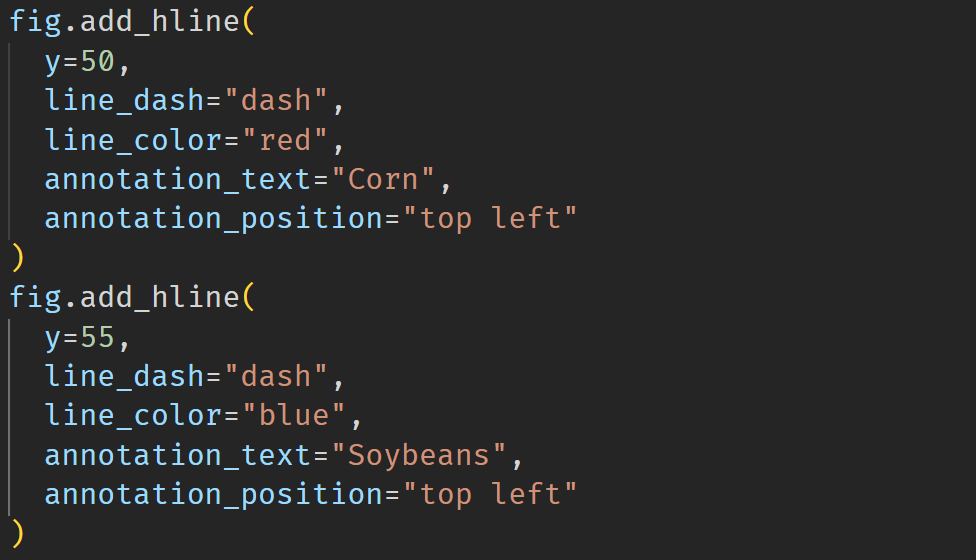 fig.add_hline(
  y=50,
  line_dash="dash",
  line_color="red",
  annotation_text="Corn",
  annotation_position="top left"
)
fig.add_hline(
  y=55,
  line_dash="dash",
  line_color="blue",
  annotation_text="Soybeans",
  annotation_position="top left"
)